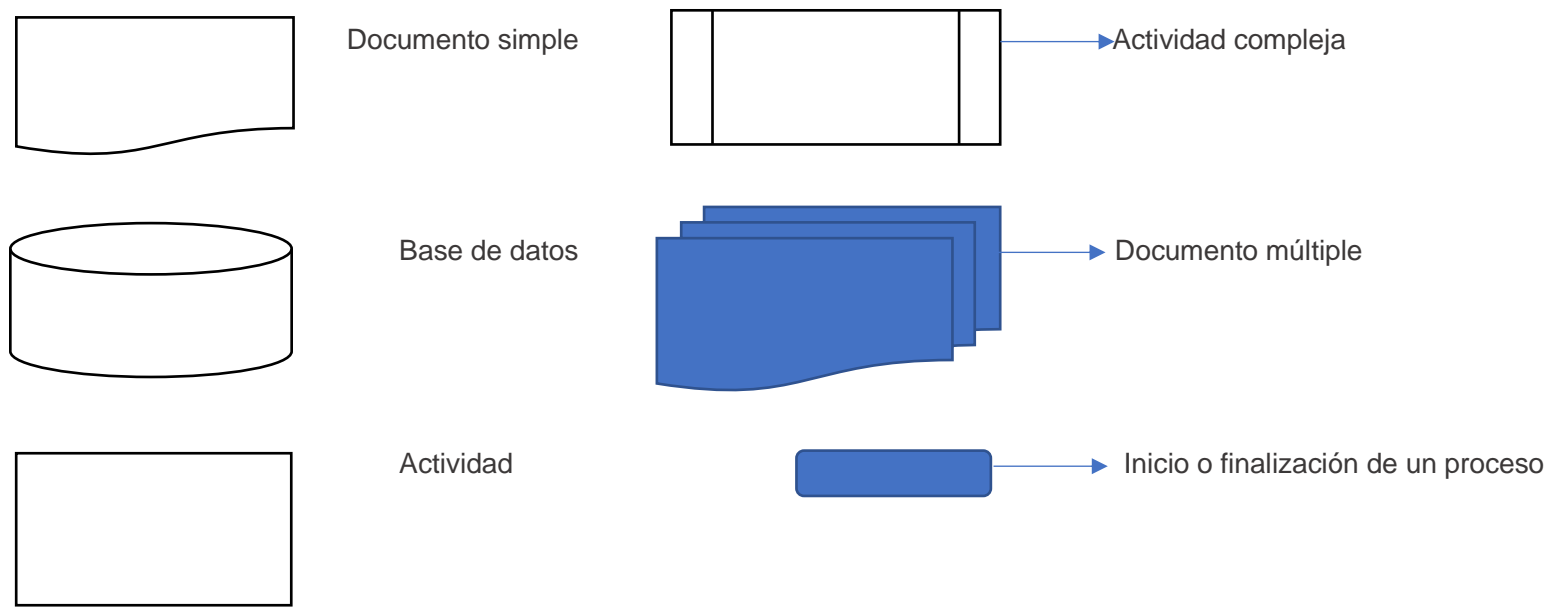 Documento simple
Actividad compleja
Base de datos
Documento múltiple
Actividad
Inicio o finalización de un proceso